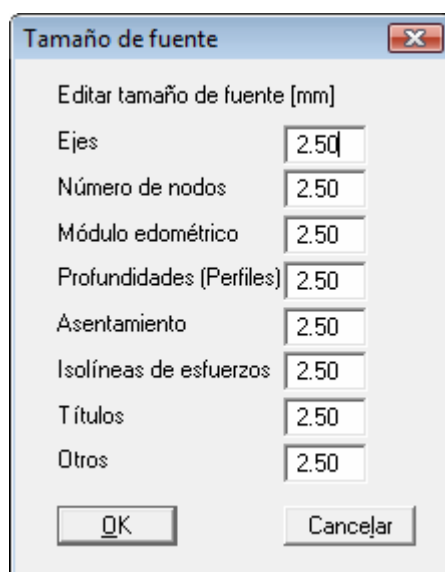 Tamaño de fuente
Editar tamaño de fuente [mm]
Ejes 2.50
Número de nodos 2.50
Módulo edométrico 2.50
Profundidades (Perfiles) 2.50
Asentamiento 2.50
Isolíneas de esfuerzos 2.50
Títulos 2.50
Otros 2.50
OK Cancelar